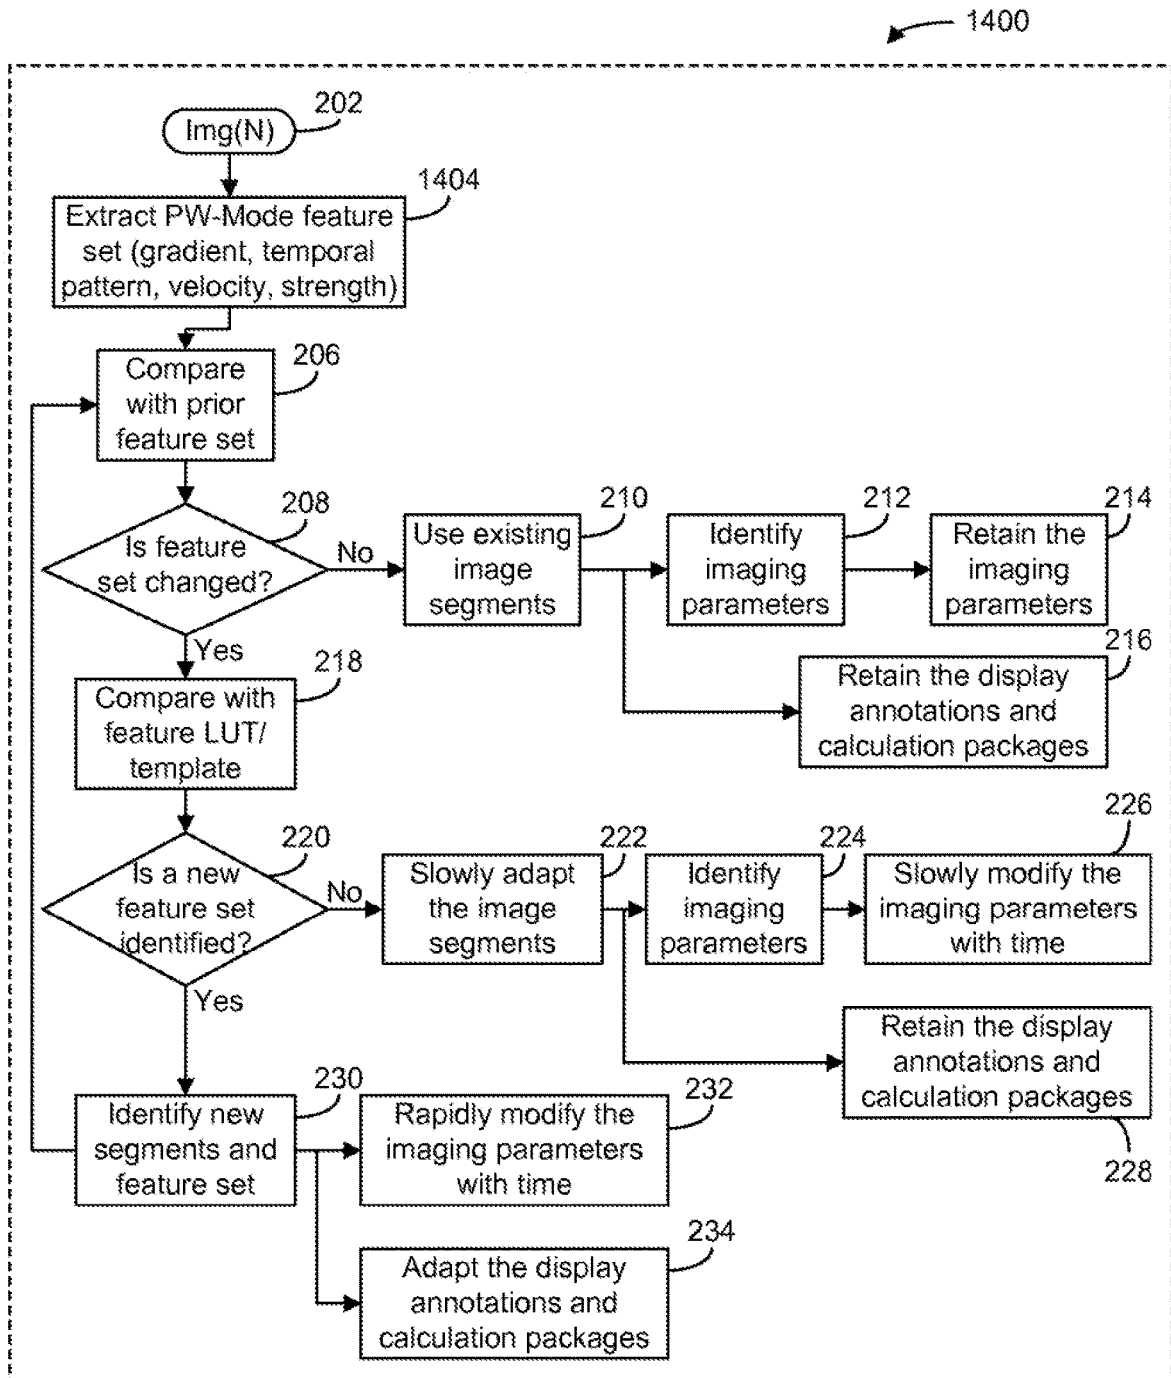 1400
202
Img(N)
1404
Extract PW-Mode feature
set (gradient, temporal
pattern, velocity, strength)
206
Compare
with prior
feature set
208
Is feature
set changed?
No
Yes
210
Use existing
image
segments
212
Identify
imaging
parameters
214
Retain the
imaging
parameters
216
Retain the display
annotations and
calculation packages
218
Compare with
feature LUT/
template
220
Is a new
feature set
identified?
No
Yes
222
Slowly adapt
the image
segments
224
Identify
imaging
parameters
226
Slowly modify the
imaging parameters
with time
Retain the display
annotations and
calculation packages
228
230
Identify new
segments and
feature set
232
Rapidly modify the
imaging parameters
with time
234
Adapt the display
annotations and
calculation packages